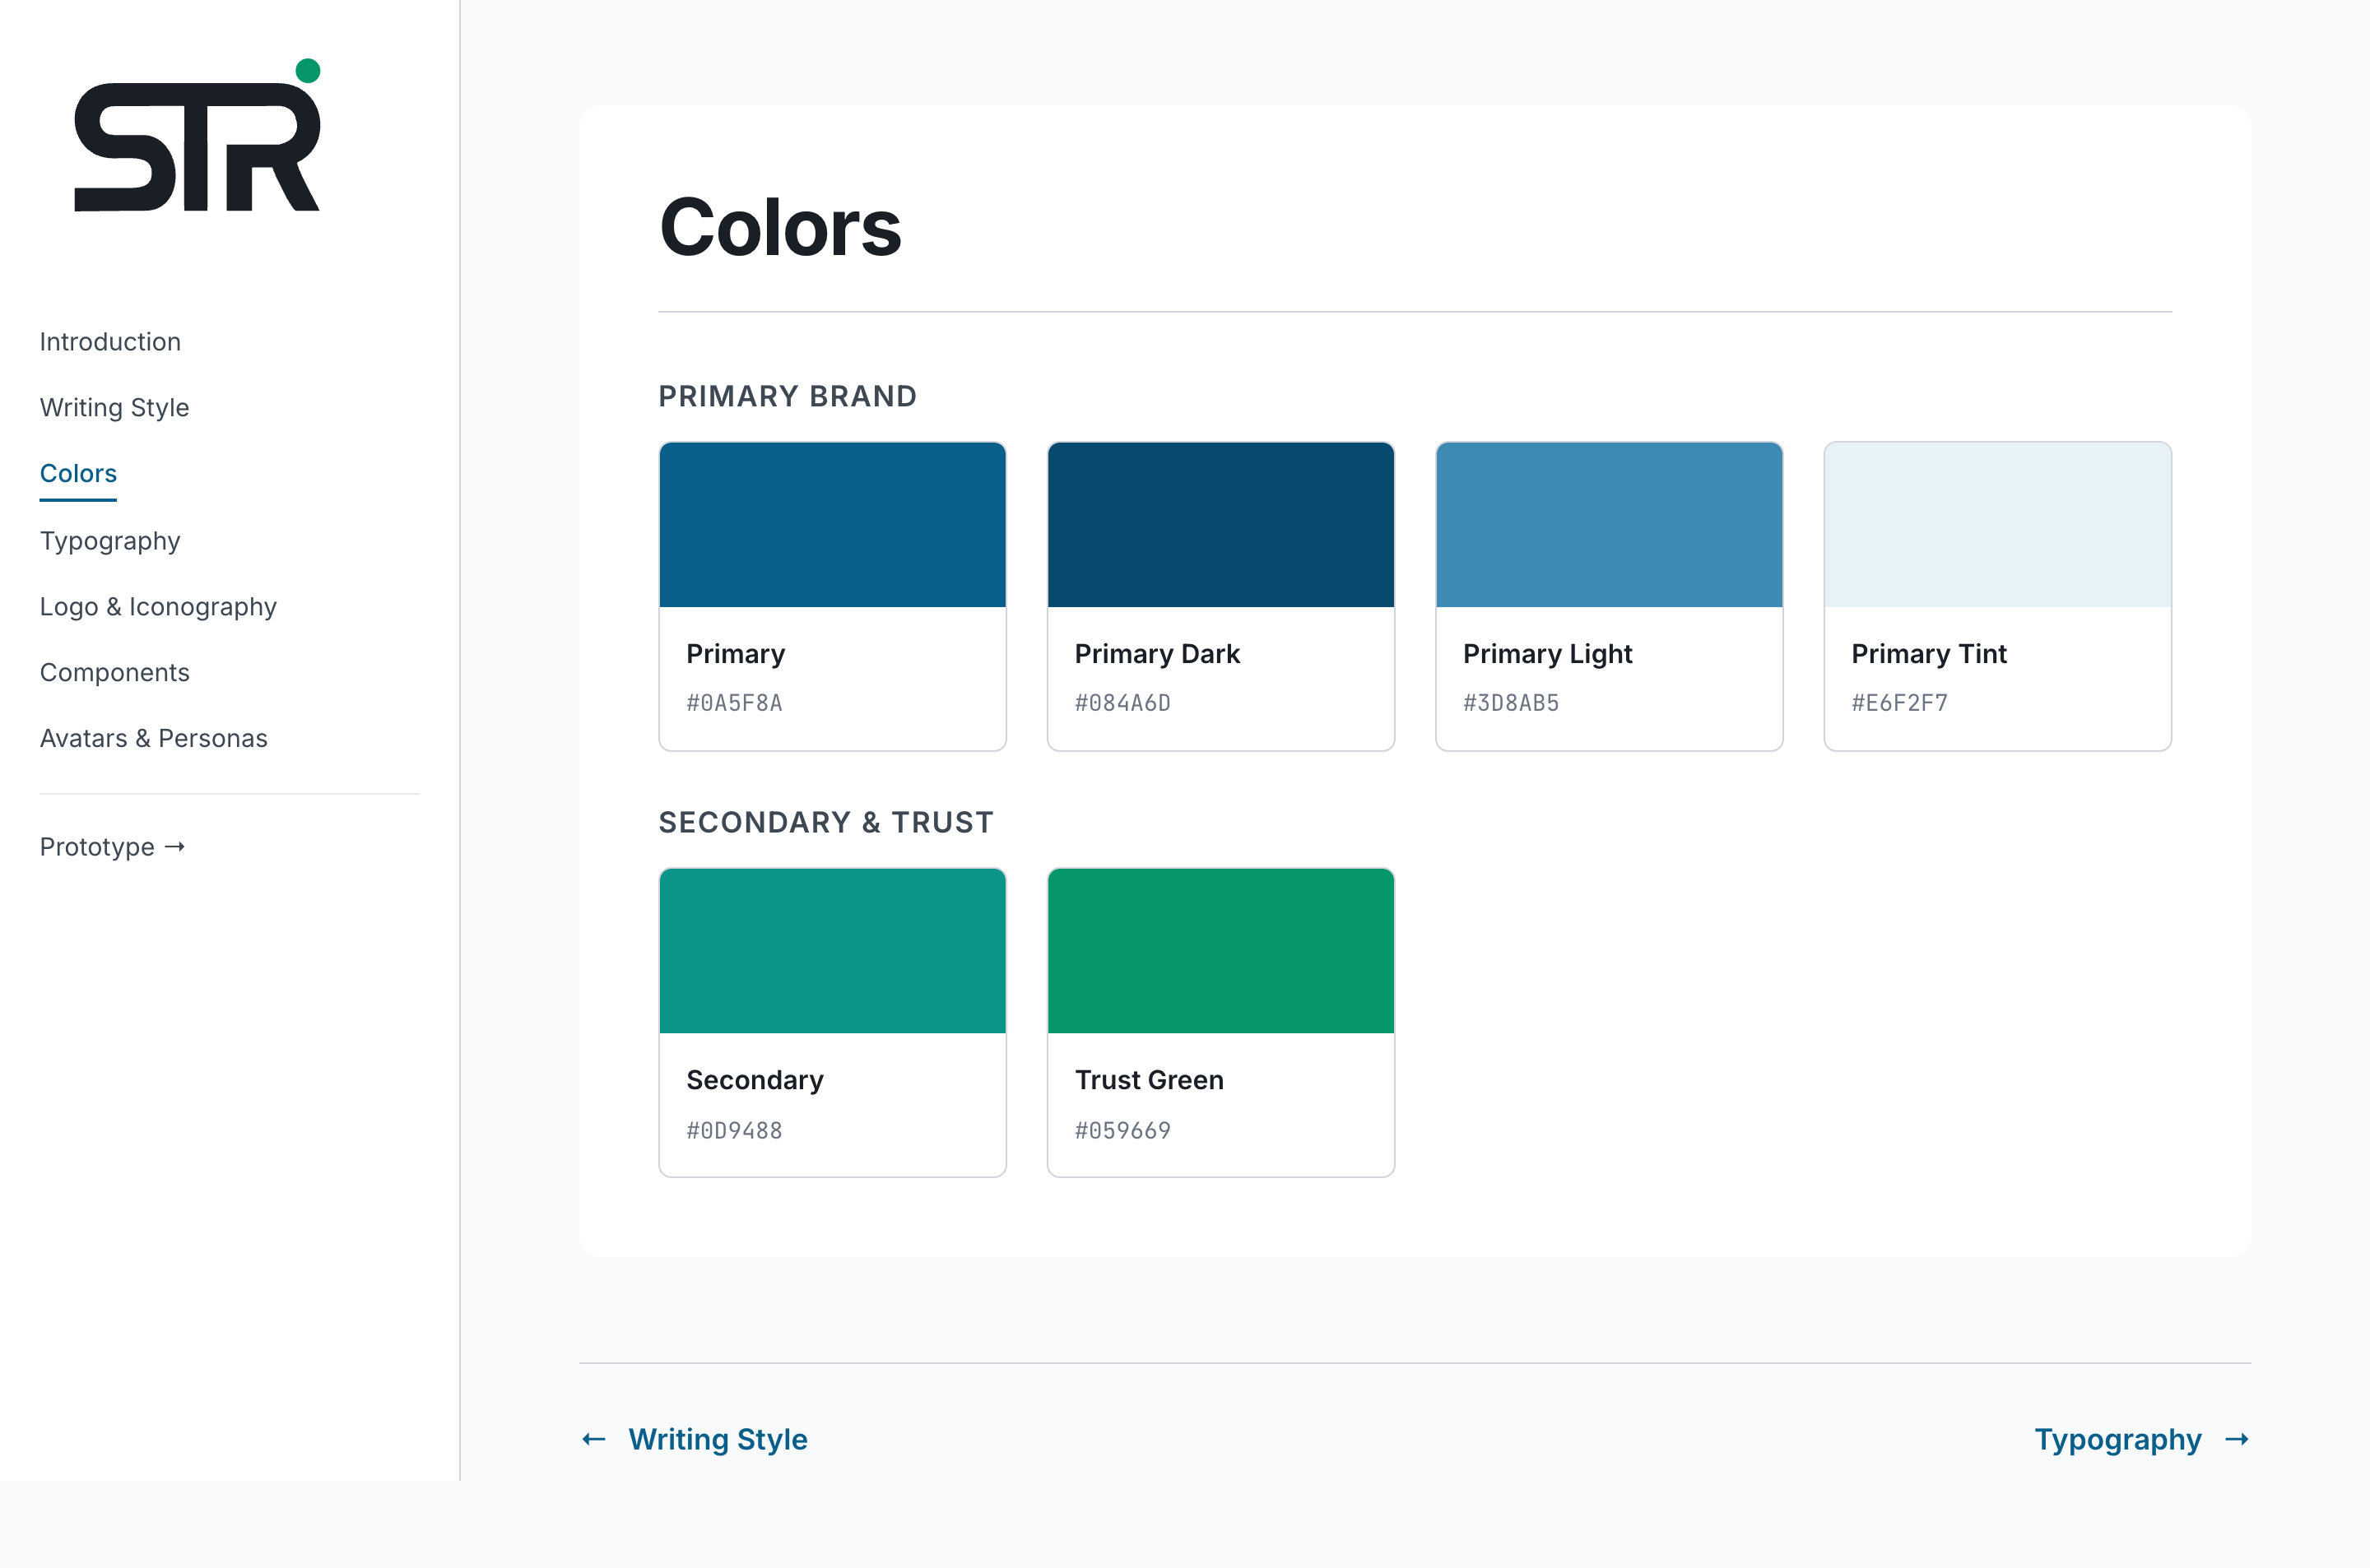 STR
Introduction
Writing Style
Colors
Typography
Logo & Iconography
Components
Avatars & Personas
Prototype →
Colors
PRIMARY BRAND
Primary
#0A5F8A
Primary Dark
#084A6D
Primary Light
#3D8AB5
Primary Tint
#E6F2F7
SECONDARY & TRUST
Secondary
#0D9488
Trust Green
#059669
← Writing Style
Typography →